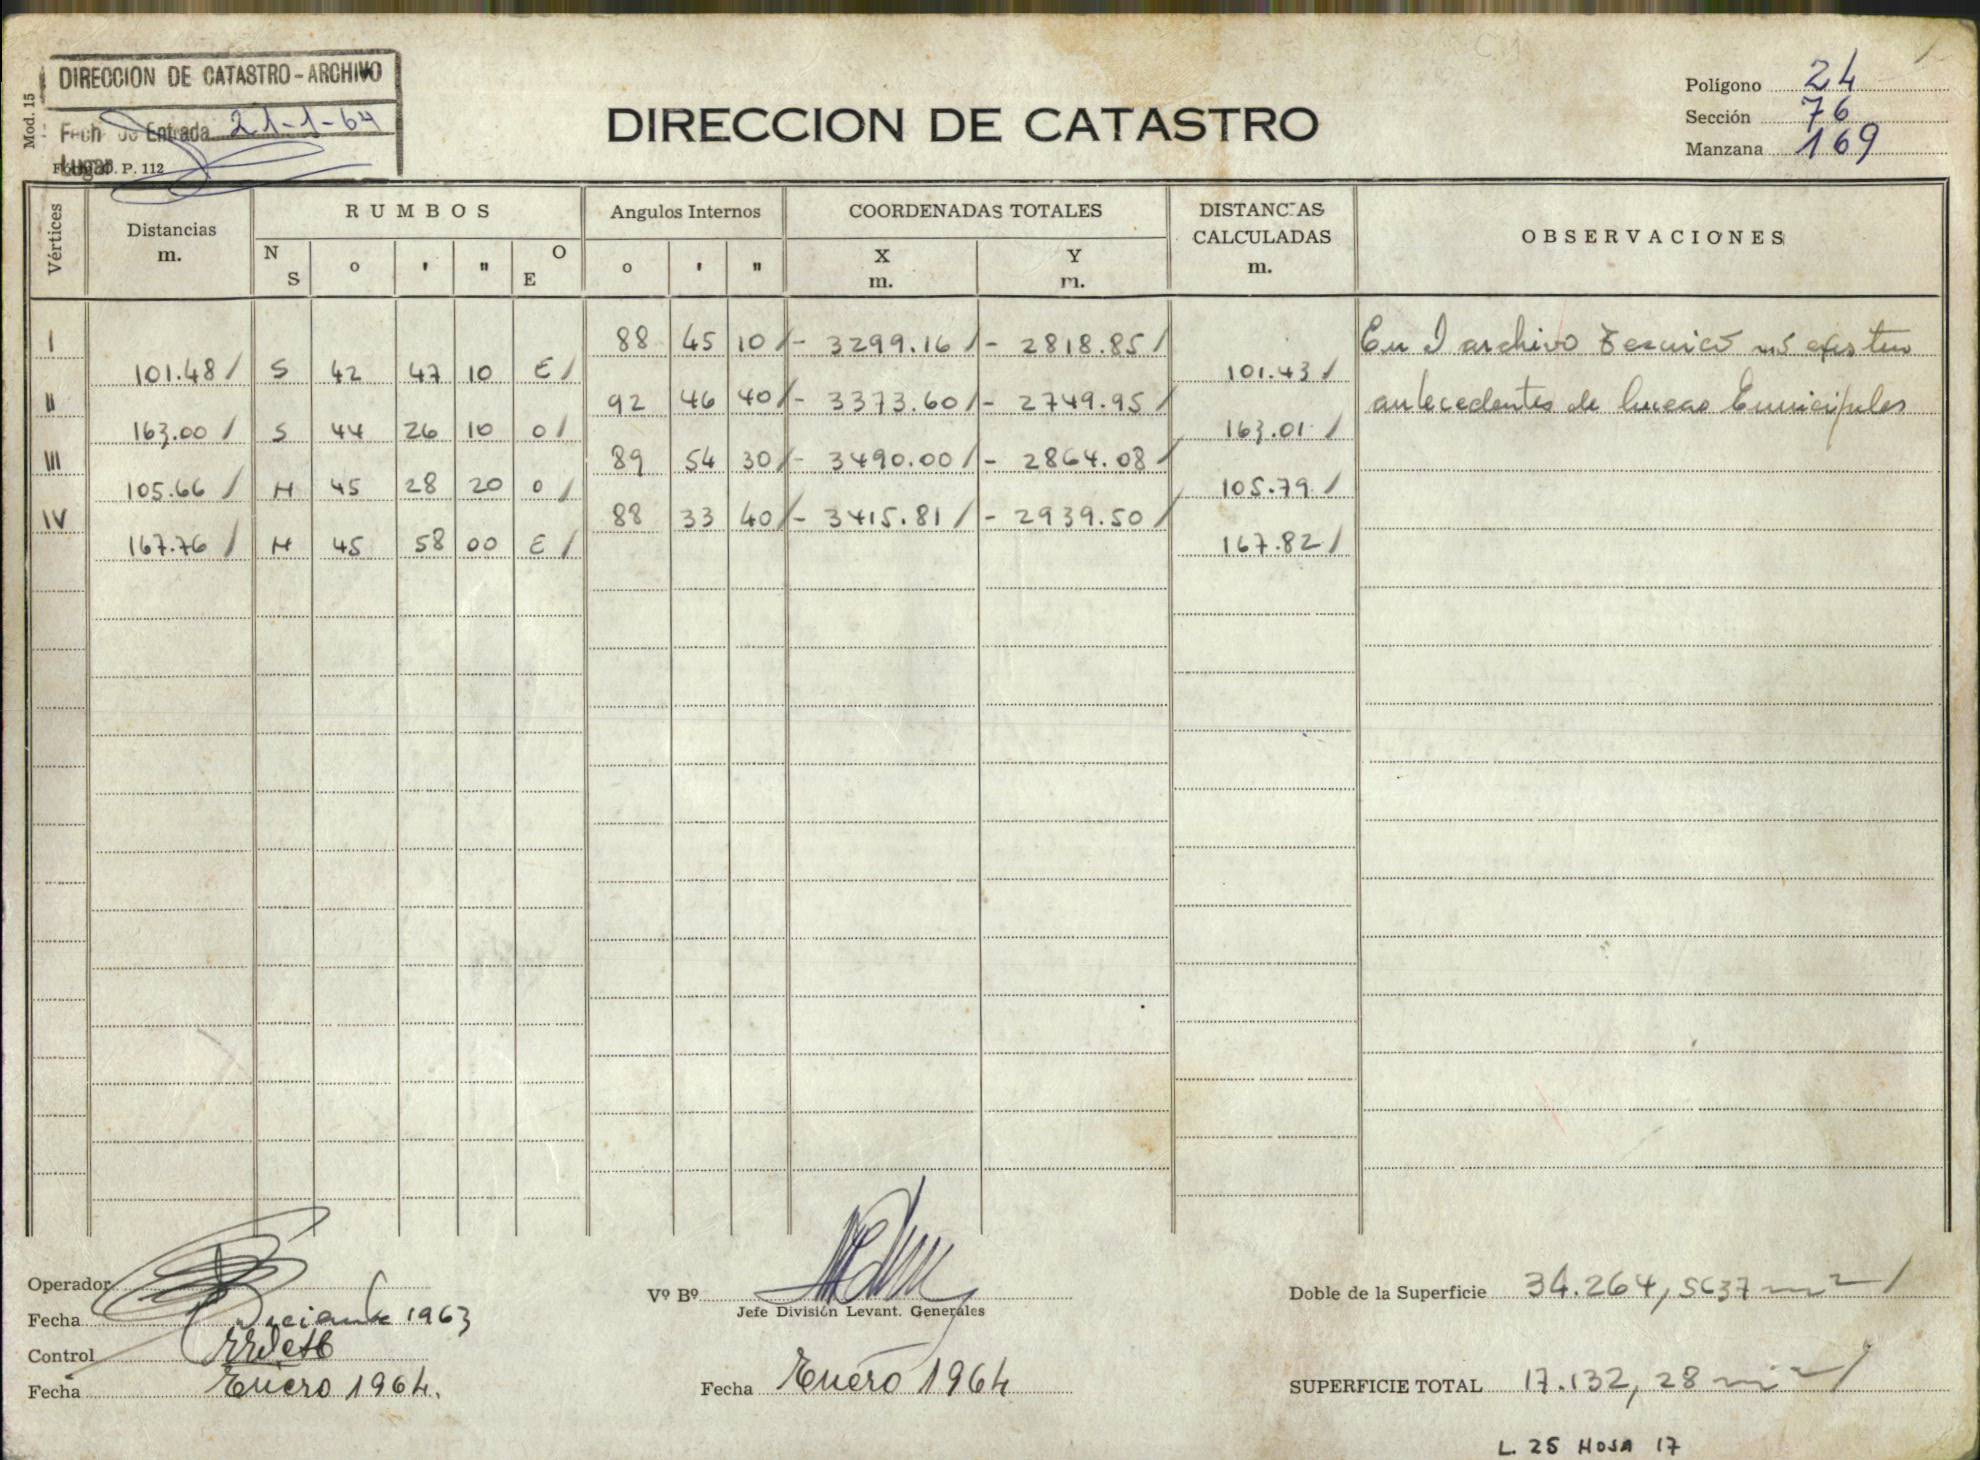 DIRECCION DE CATASTRO - ARCHIVO
Mod. 15
Fech de Entrada 21-1-64
Lugar
P. 112
DIRECCION DE CATASTRO
Polígono 24
Sección 76
Manzana 169
Vértices Distancias m. RUMBOS N S o ' " O E Angulos Internos o ' " COORDENADAS TOTALES X m. Y m. DISTANCIAS CALCULADAS m. OBSERVACIONES
I 88 45 10 / - 3299.16 / - 2818.85 / En archivo no existen
101.48 / S 42 47 10 E / 101.43 /
II 92 46 40 / - 3373.60 / - 2749.95 / antecedentes de lineas
163.00 / S 44 26 10 O / 163.01 /
III 89 54 30 / - 3490.00 / - 2864.08 /
105.66 / N 45 28 20 O / 105.79 /
IV 88 33 40 / - 3415.81 / - 2939.50 /
167.76 / N 45 58 00 E / 167.82 /
Operador
Fecha Diciembre 1963
Control
Fecha Enero 1964.
Vº Bº
Jefe División Levant. Generales
Fecha Enero 1964
Doble de la Superficie 34.264,5637 m2 /
SUPERFICIE TOTAL 17.132,28 m2 /
L. 25 HOJA 17